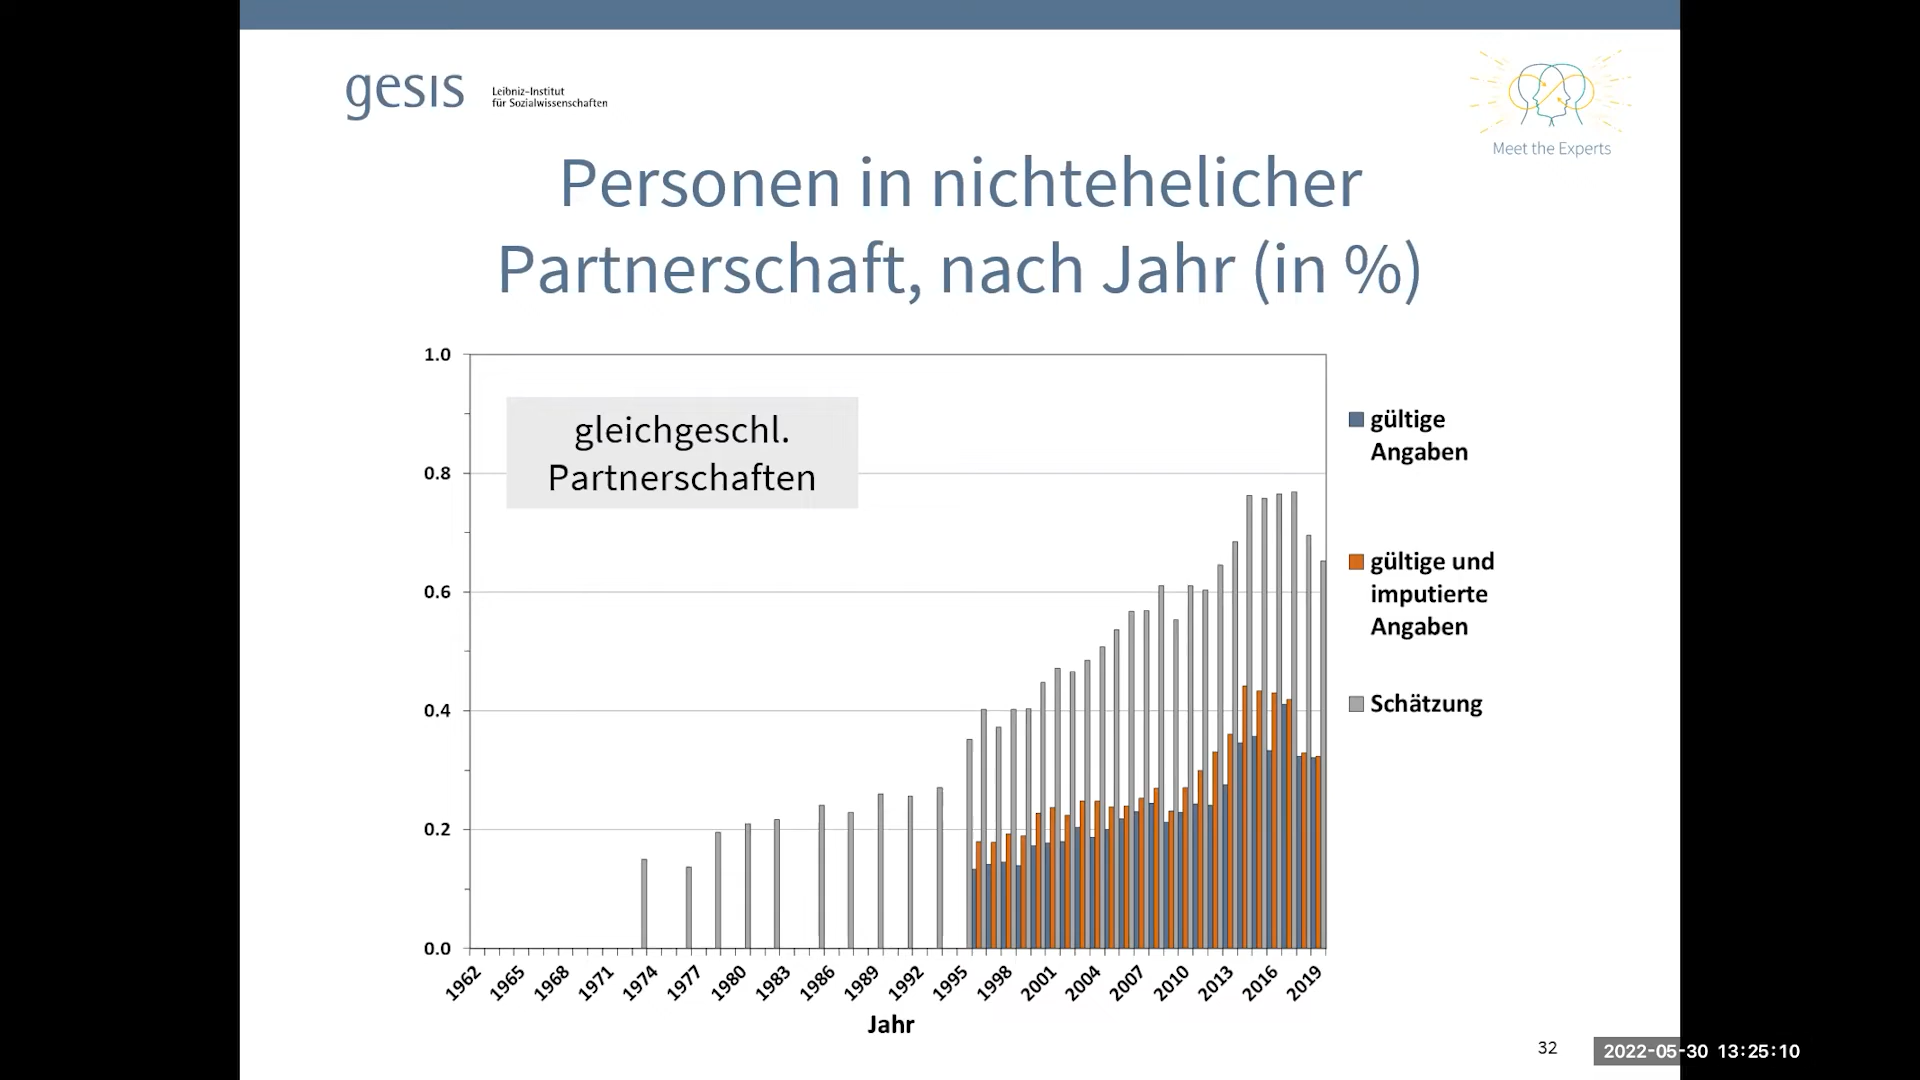 gesis
Leibniz-Institut
für Sozialwissenschaften
Meet the Experts
Personen in nichtehelicher
Partnerschaft, nach Jahr (in %)
gleichgeschl.
Partnerschaften
1.0
0.8
0.6
0.4
0.2
0.0
1962 1965 1968 1971 1974 1977 1980 1983 1986 1989 1992 1995 1998 2001 2004 2007 2010 2013 2016 2019
Jahr
gültige
Angaben
gültige und
imputierte
Angaben
Schätzung
32
2022-05-30 13:25:10